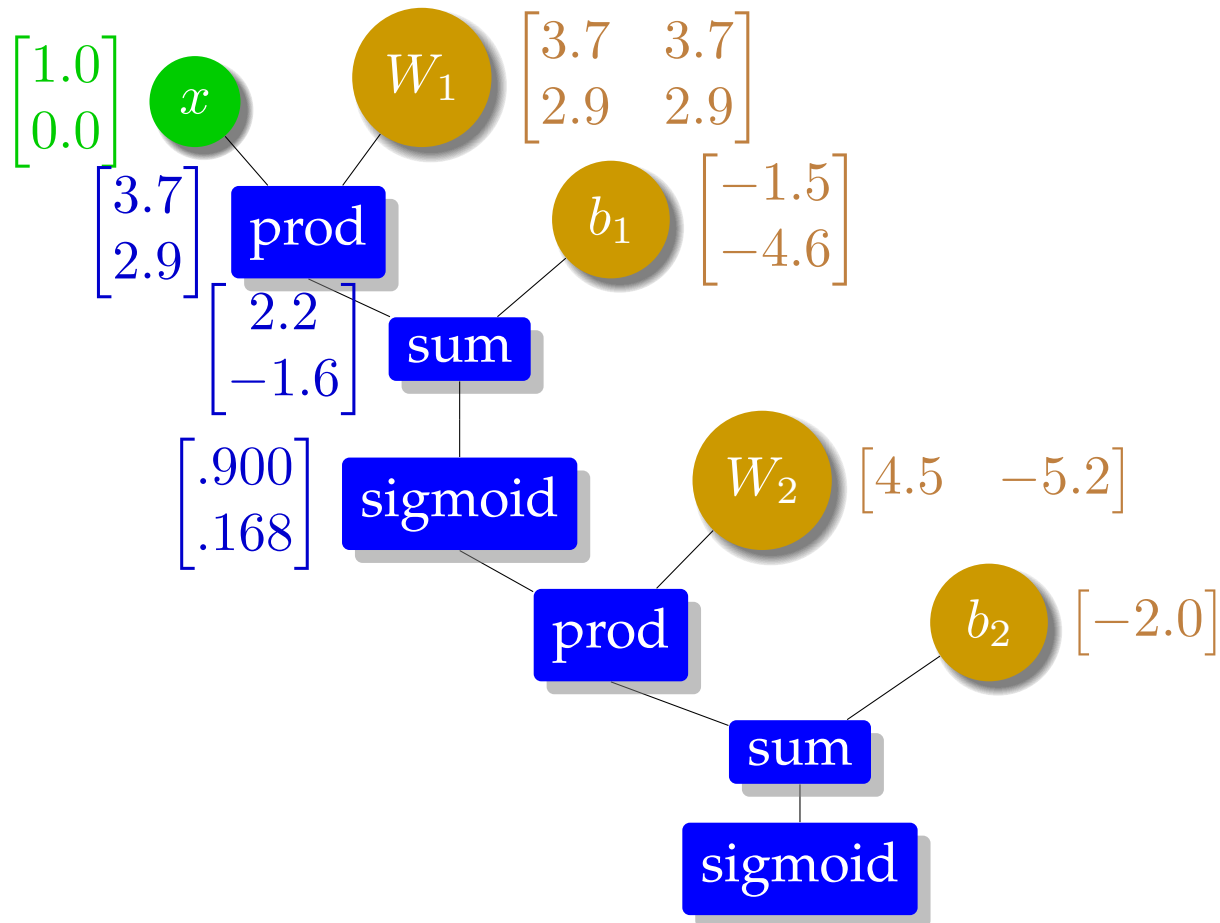 [1.0
0.0]
x
W₁
[3.7 3.7
2.9 2.9]
[3.7
2.9]
prod
b₁
[−1.5
−4.6]
[2.2
−1.6]
sum
[.900
.168]
sigmoid
W₂
[4.5 −5.2]
prod
b₂
[−2.0]
sum
sigmoid